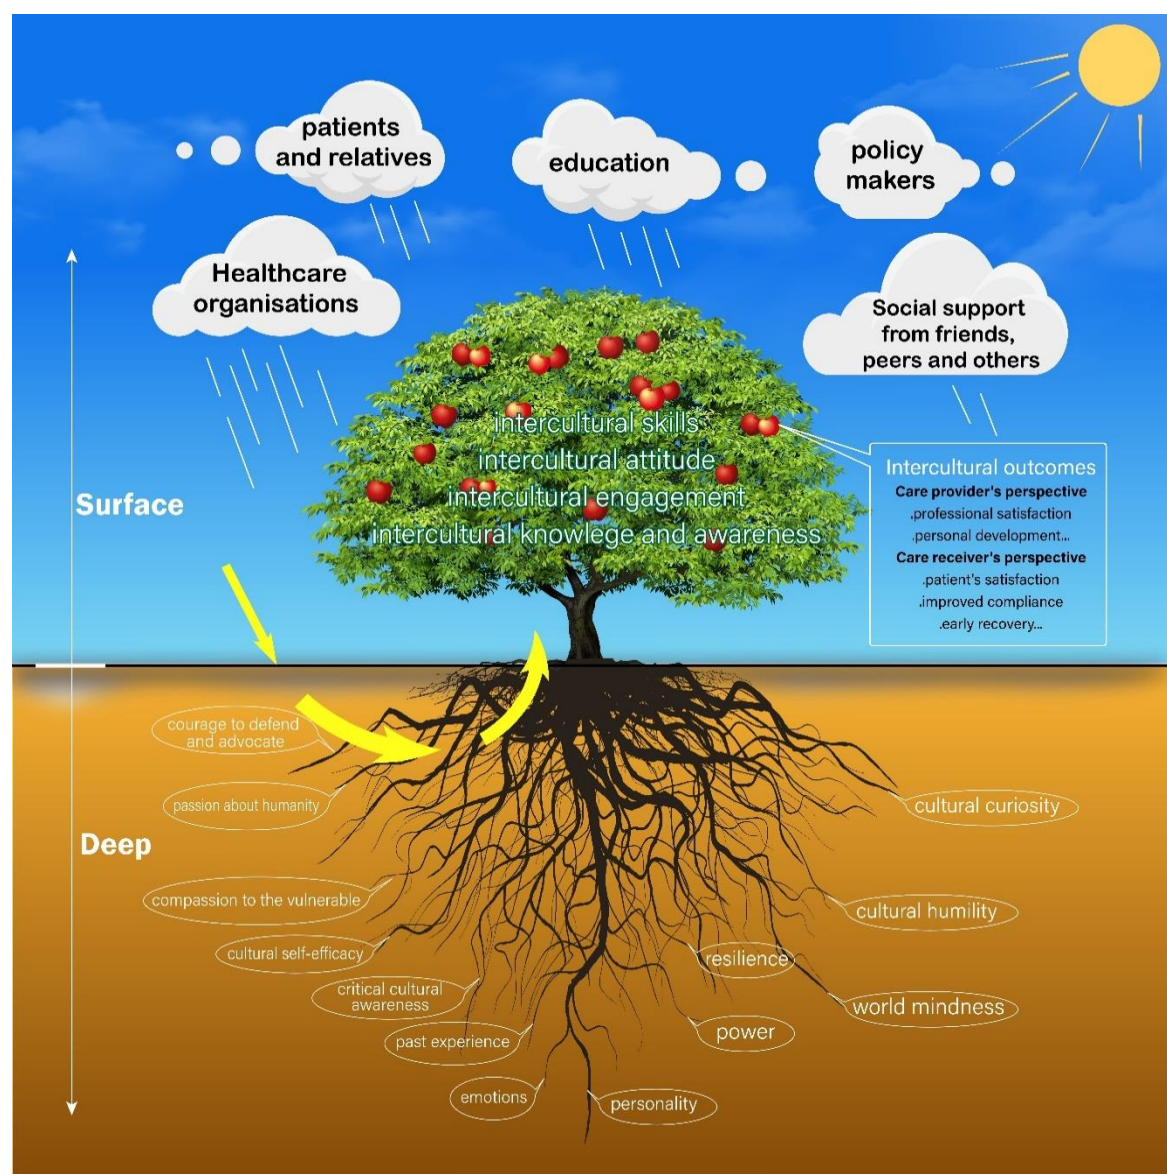 patients
and relatives
education
policy
makers
Healthcare
organisations
Social support
from friends,
peers and others
intercultural skills
intercultural attitude
intercultural engagement
intercultural knowlege and awareness
Intercultural outcomes
Care provider's perspective
.professional satisfaction
.personal development...
Care receiver's perspective
.patient's satisfaction
.improved compliance
.early recovery...
Surface
Deep
courage to defend
and advocate
passion about humanity
compassion to the vulnerable
cultural self-efficacy
critical cultural
awareness
past experience
emotions
personality
power
resilience
world mindness
cultural humility
cultural curiosity